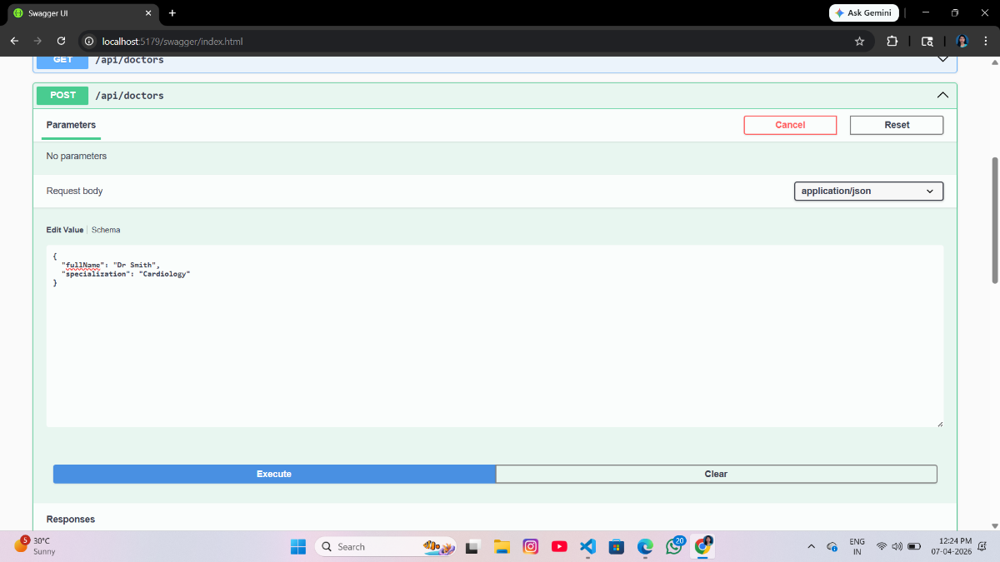 Swagger UI
Ask Gemini
localhost:5179/swagger/index.html
GET /api/doctors
POST /api/doctors
Parameters
Cancel
Reset
No parameters
Request body
application/json
Edit Value
Schema
{
"fullName": "Dr Smith",
"specialization": "Cardiology"
}
Execute
Clear
Responses
5
30°C
Sunny
Search
20
ENG
IN
12:24 PM
07-04-2026